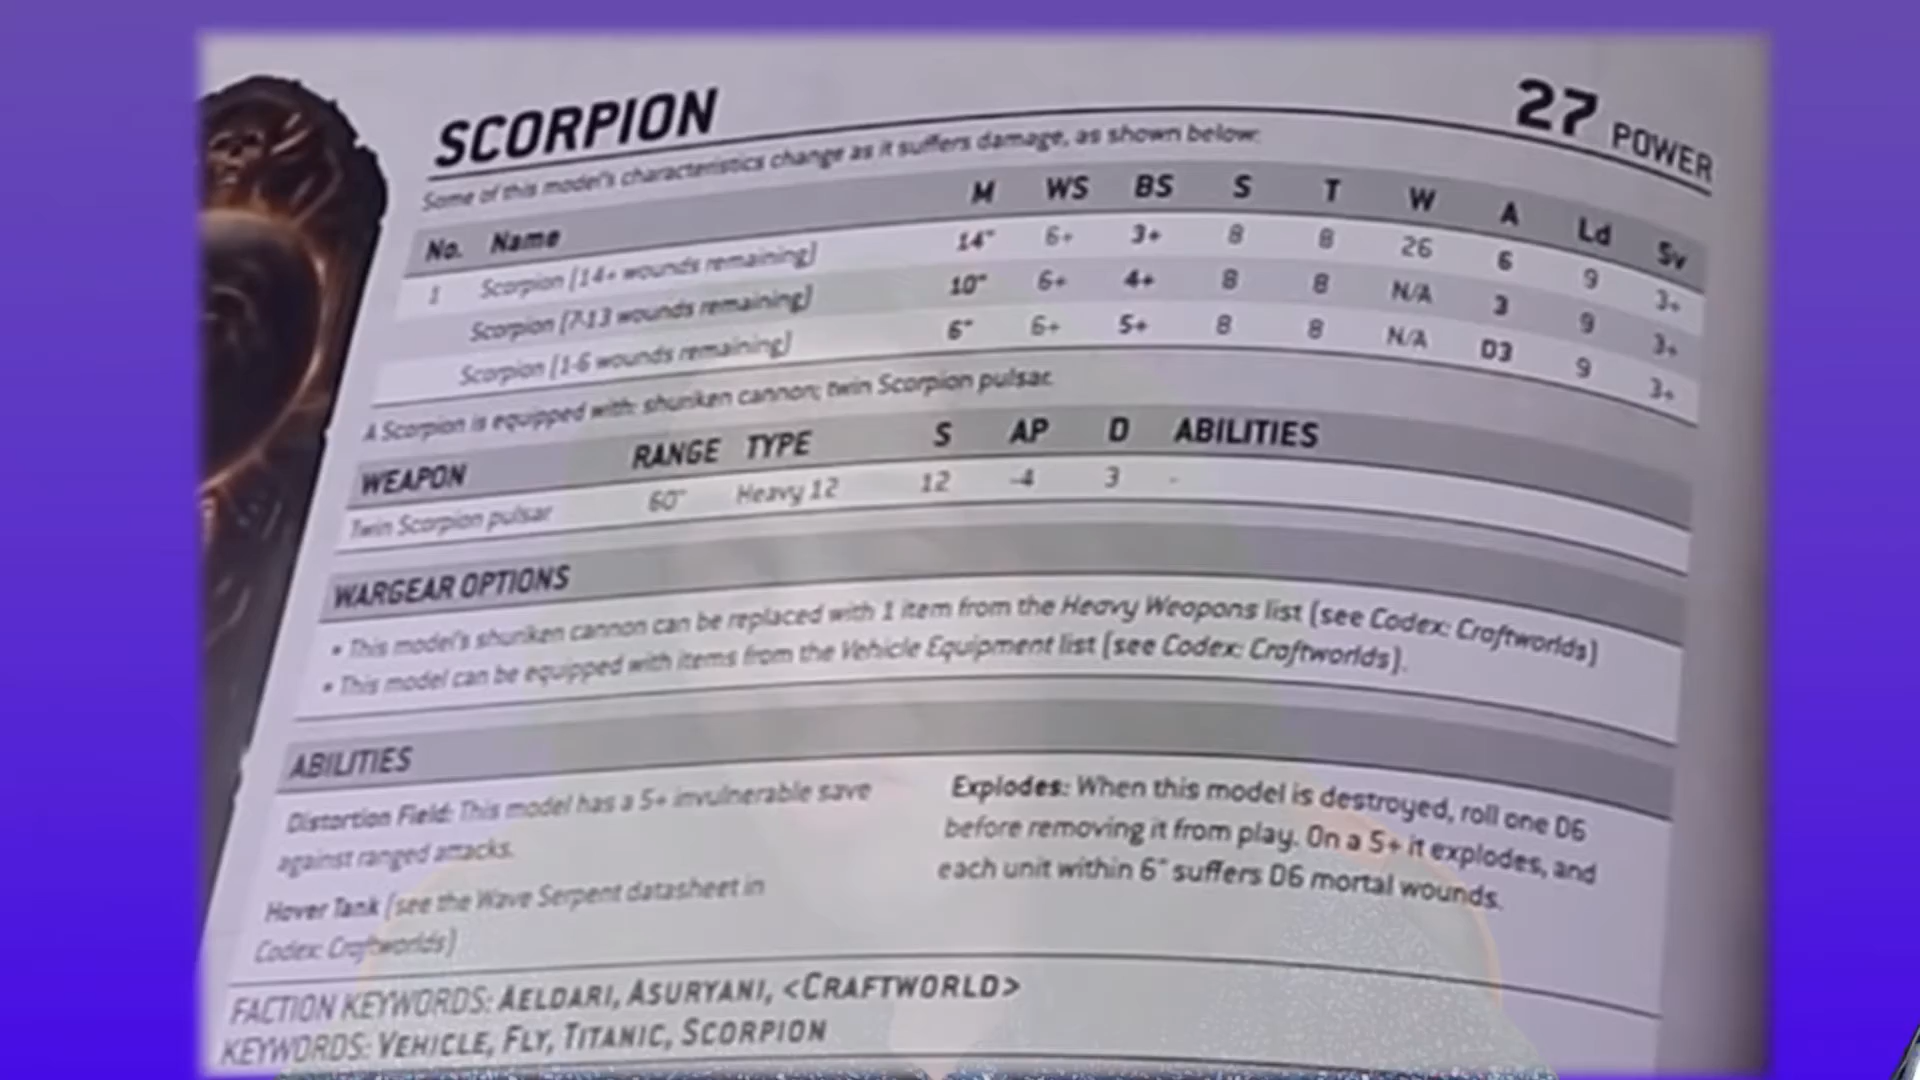 SCORPION
27 POWER
Some of this model's characteristics change as it suffers damage, as shown below:
No. Name M WS BS S T W A Ld Sv
1 Scorpion (14+ wounds remaining) 14" 6+ 3+ 8 8 26 6 9 3+
Scorpion (7-13 wounds remaining) 10" 6+ 4+ 8 8 N/A 3 9 3+
Scorpion (1-6 wounds remaining) 6" 6+ 5+ 8 8 N/A D3 9 3+
A Scorpion is equipped with: shuriken cannon; twin Scorpion pulsar.
WEAPON RANGE TYPE S AP D ABILITIES
Twin Scorpion pulsar 60" Heavy 12 12 -4 3 -
WARGEAR OPTIONS
• This model's shuriken cannon can be replaced with 1 item from the Heavy Weapons list (see Codex: Craftworlds)
• This model can be equipped with items from the Vehicle Equipment list (see Codex: Craftworlds).
ABILITIES
Distortion Field: This model has a 5+ invulnerable save
against ranged attacks.
Hover Tank (see the Wave Serpent datasheet in
Codex: Craftworlds)
Explodes: When this model is destroyed, roll one D6
before removing it from play. On a 5+ it explodes, and
each unit within 6" suffers D6 mortal wounds.
FACTION KEYWORDS: AELDARI, ASURYANI, <CRAFTWORLD>
KEYWORDS: VEHICLE, FLY, TITANIC, SCORPION